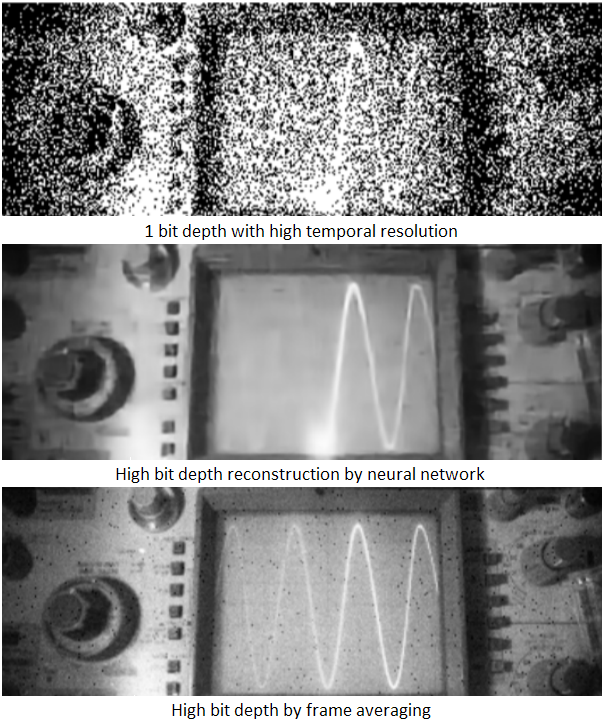 1 bit depth with high temporal resolution
High bit depth reconstruction by neural network
High bit depth by frame averaging